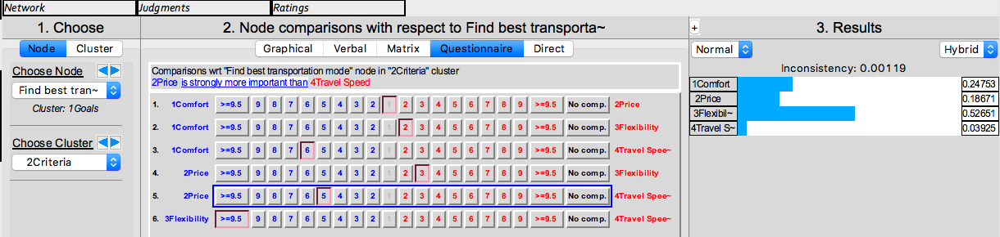 Network Judgments Ratings
1. Choose
2. Node comparisons with respect to Find best transporta~
+ 3. Results
Node Cluster
Graphical Verbal Matrix Questionnaire Direct
Normal Hybrid
Choose Node
Find best tran~
Cluster: 1Goals
Choose Cluster
2Criteria
Comparisons wrt "Find best transportation mode" node in "2Criteria" cluster
2Price is strongly more important than 4Travel Speed
1. 1Comfort >=9.5 9 8 7 6 5 4 3 2 1 2 3 4 5 6 7 8 9 >=9.5 No comp. 2Price
2. 1Comfort >=9.5 9 8 7 6 5 4 3 2 1 2 3 4 5 6 7 8 9 >=9.5 No comp. 3Flexibility
3. 1Comfort >=9.5 9 8 7 6 5 4 3 2 1 2 3 4 5 6 7 8 9 >=9.5 No comp. 4Travel Spee~
4. 2Price >=9.5 9 8 7 6 5 4 3 2 1 2 3 4 5 6 7 8 9 >=9.5 No comp. 3Flexibility
5. 2Price >=9.5 9 8 7 6 5 4 3 2 1 2 3 4 5 6 7 8 9 >=9.5 No comp. 4Travel Spee~
6. 3Flexibility >=9.5 9 8 7 6 5 4 3 2 1 2 3 4 5 6 7 8 9 >=9.5 No comp. 4Travel Spee~
Inconsistency: 0.00119
1Comfort 0.24753
2Price 0.18671
3Flexibil~ 0.52651
4Travel S~ 0.03925